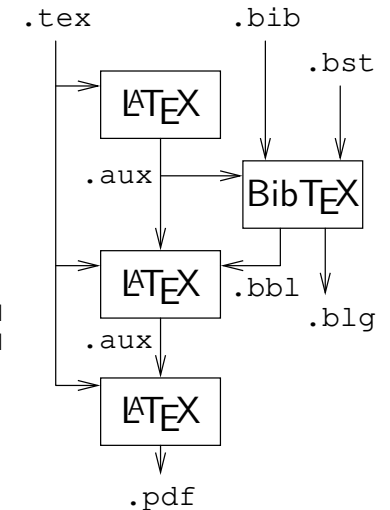 .tex .bib
.bst
LATEX
.aux
BibTEX
LATEX
.bbl
.blg
.aux
LATEX
.pdf